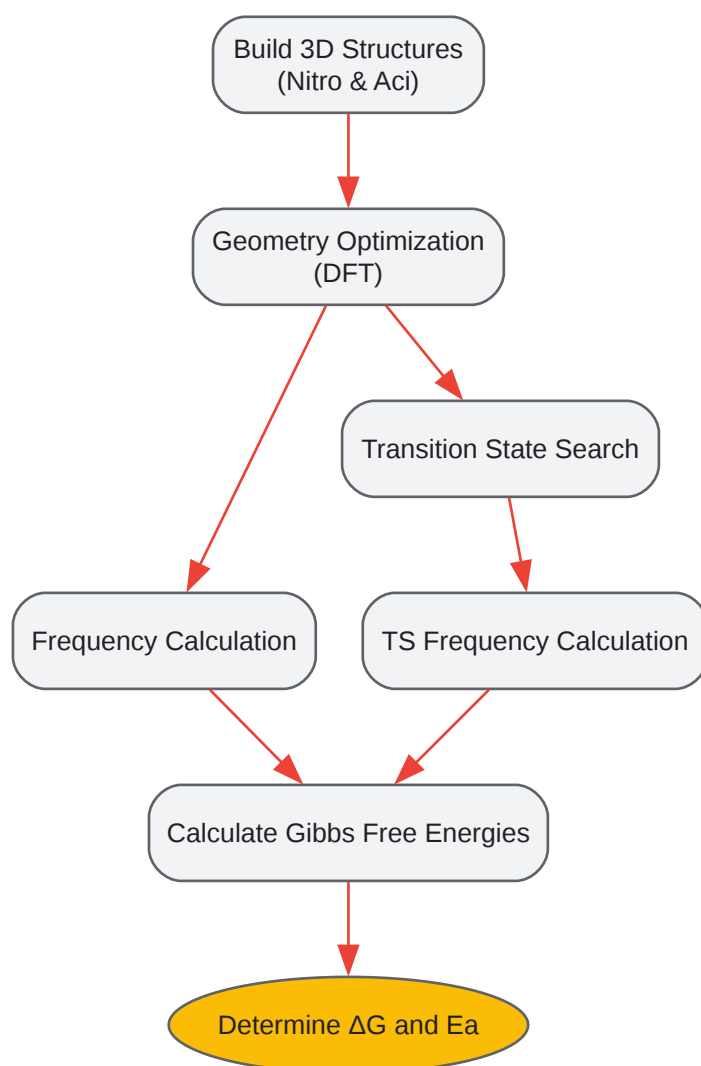 Build 3D Structures
(Nitro & Aci)
Geometry Optimization
(DFT)
Transition State Search
Frequency Calculation
TS Frequency Calculation
Calculate Gibbs Free Energies
Determine ΔG and Ea